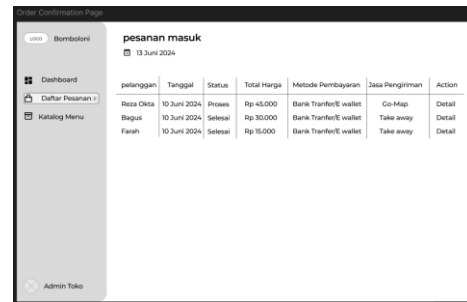 Order Confirmation Page
LOGO Bomboloni
pesanan masuk
13 Juni 2024
Dashboard
Daftar Pesanan
Katalog Menu
pelanggan Tanggal Status Total Harga Metode Pembayaran Jasa Pengiriman Action
Reza Okta 10 Juni 2024 Proses Rp 45.000 Bank Tranfer/E wallet Go-Map Detail
Bagus 10 Juni 2024 Selesai Rp 30.000 Bank Tranfer/E wallet Take away Detail
Farah 10 Juni 2024 Selesai Rp 15.000 Bank Tranfer/E wallet Take away Detail
Admin Toko